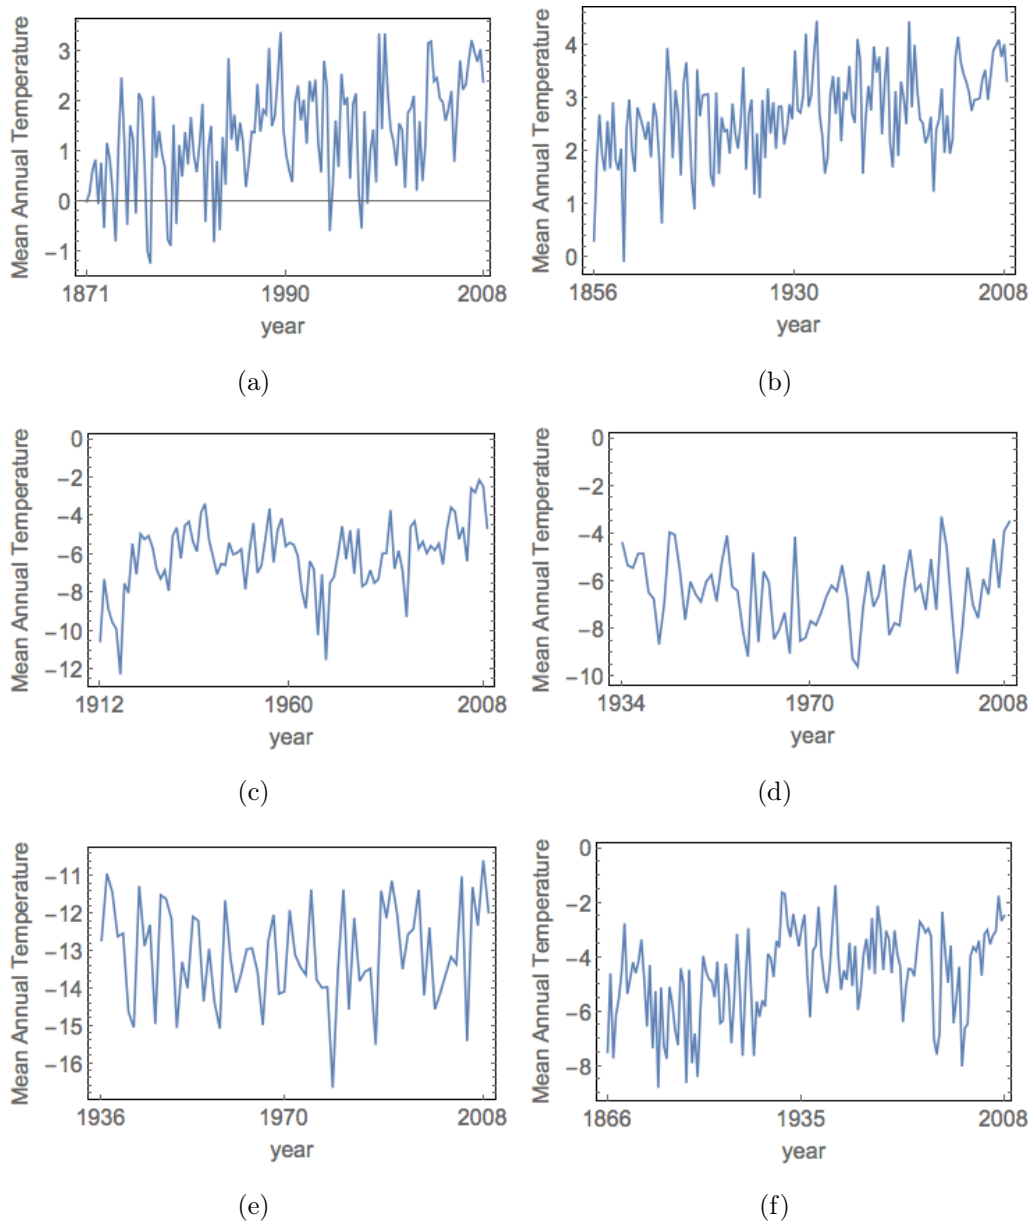 Mean Annual Temperature
3
2
1
0
−1
1871 1990 2008
year
(a)
Mean Annual Temperature
4
3
2
1
0
1856 1930 2008
year
(b)
Mean Annual Temperature
0
−2
−4
−6
−8
−10
−12
1912 1960 2008
year
(c)
Mean Annual Temperature
0
−2
−4
−6
−8
−10
1934 1970 2008
year
(d)
Mean Annual Temperature
−11
−12
−13
−14
−15
−16
1936 1970 2008
year
(e)
Mean Annual Temperature
0
−2
−4
−6
−8
1866 1935 2008
year
(f)